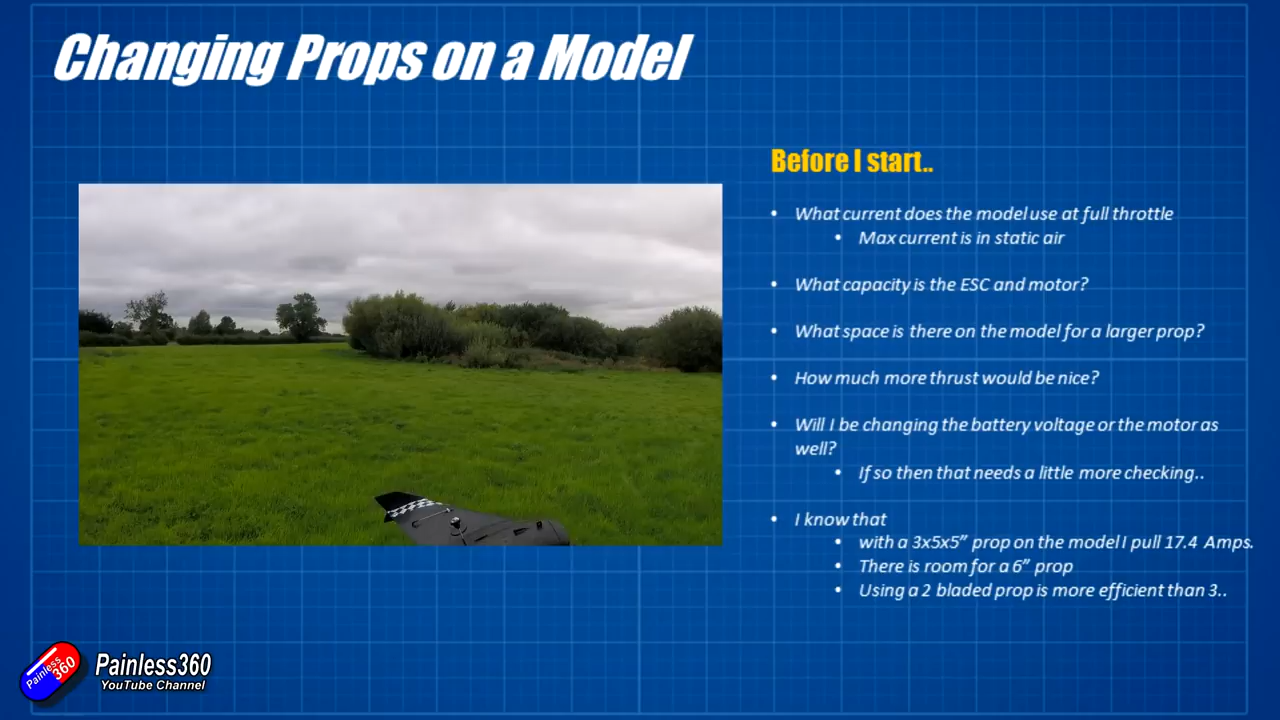 Changing Props on a Model
Before I start..
• What current does the model use at full throttle
• Max current is in static air
• What capacity is the ESC and motor?
• What space is there on the model for a larger prop?
• How much more thrust would be nice?
• Will I be changing the battery voltage or the motor as
well?
• If so then that needs a little more checking..
• I know that
• with a 3x5x5” prop on the model I pull 17.4 Amps.
• There is room for a 6” prop
• Using a 2 bladed prop is more efficient than 3..
Painless
360
Painless360
YouTube Channel